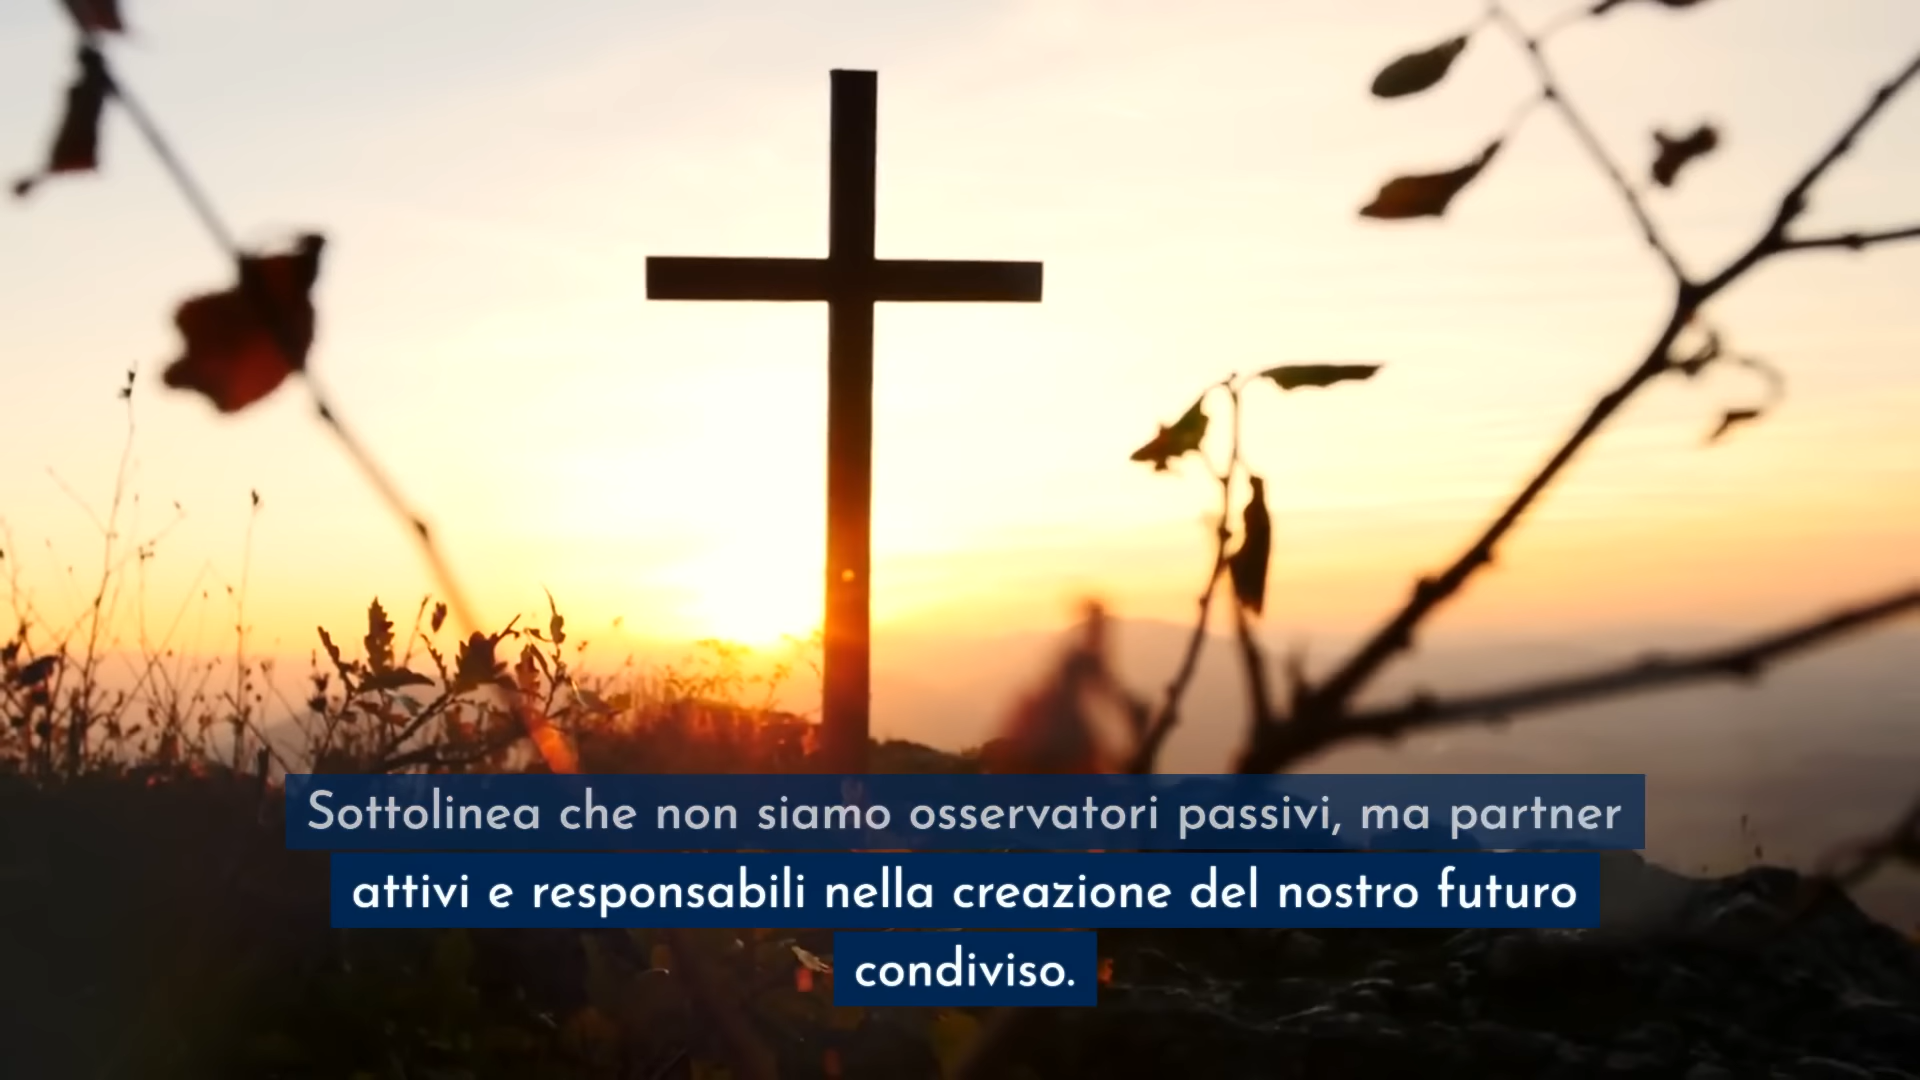 Sottolinea che non siamo osservatori passivi, ma partner
attivi e responsabili nella creazione del nostro futuro
condiviso.